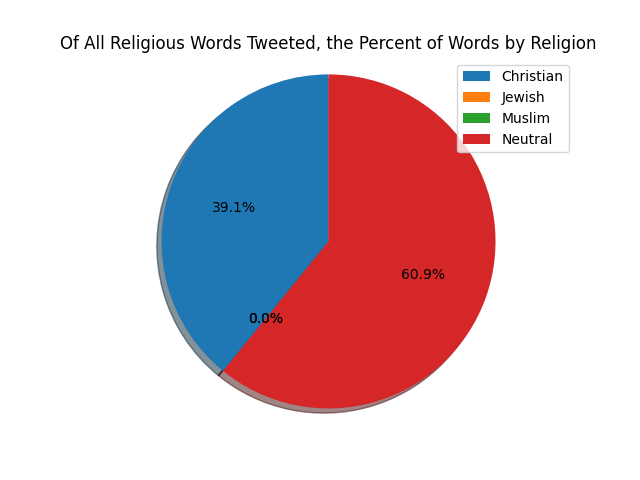 Of All Religious Words Tweeted, the Percent of Words by Religion
Christian
Jewish
Muslim
Neutral
39.1%
60.9%
0.0%